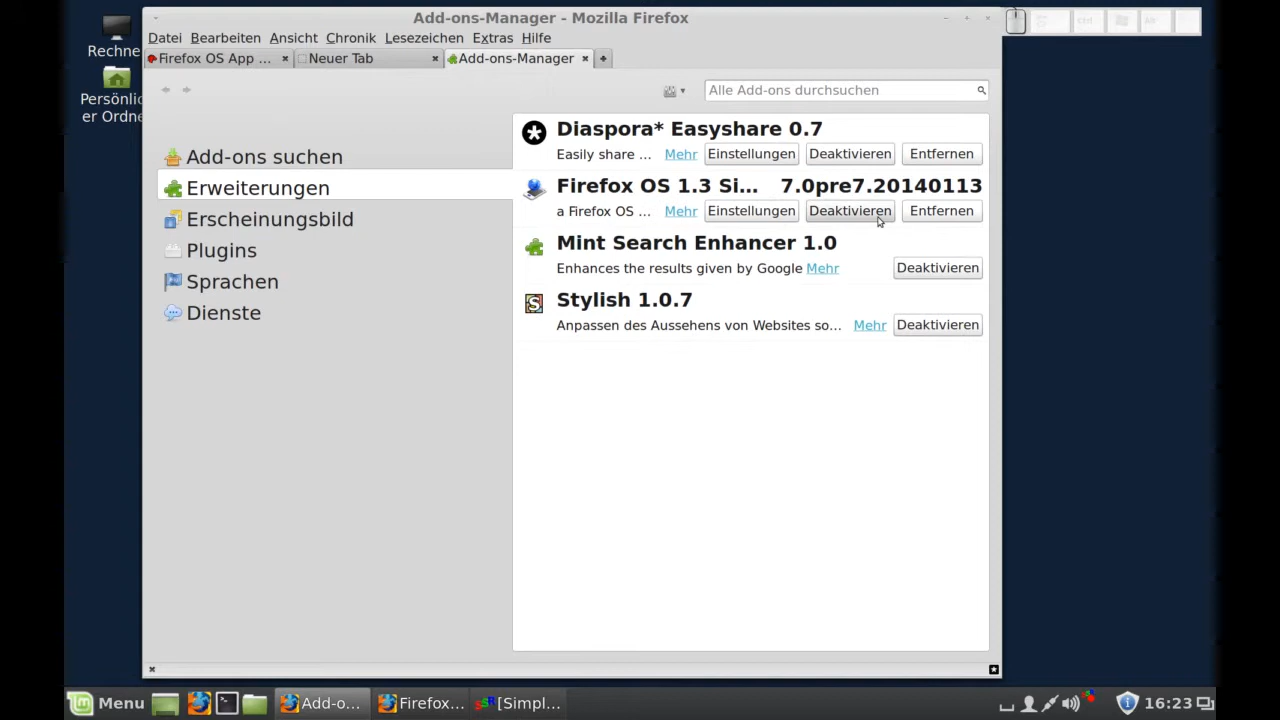 Rechne
Persönlic
er Ordne
Add-ons-Manager - Mozilla Firefox
Datei Bearbeiten Ansicht Chronik Lesezeichen Extras Hilfe
Firefox OS App ... Neuer Tab Add-ons-Manager
Alle Add-ons durchsuchen
Add-ons suchen
Erweiterungen
Erscheinungsbild
Plugins
Sprachen
Dienste
Diaspora* Easyshare 0.7
Easily share ... Mehr Einstellungen Deaktivieren Entfernen
Firefox OS 1.3 Si... 7.0pre7.20140113
a Firefox OS ... Mehr Einstellungen Deaktivieren Entfernen
Mint Search Enhancer 1.0
Enhances the results given by Google Mehr Deaktivieren
Stylish 1.0.7
Anpassen des Aussehens von Websites so... Mehr Deaktivieren
Menu Add-o... Firefox... [Simpl... 16:23